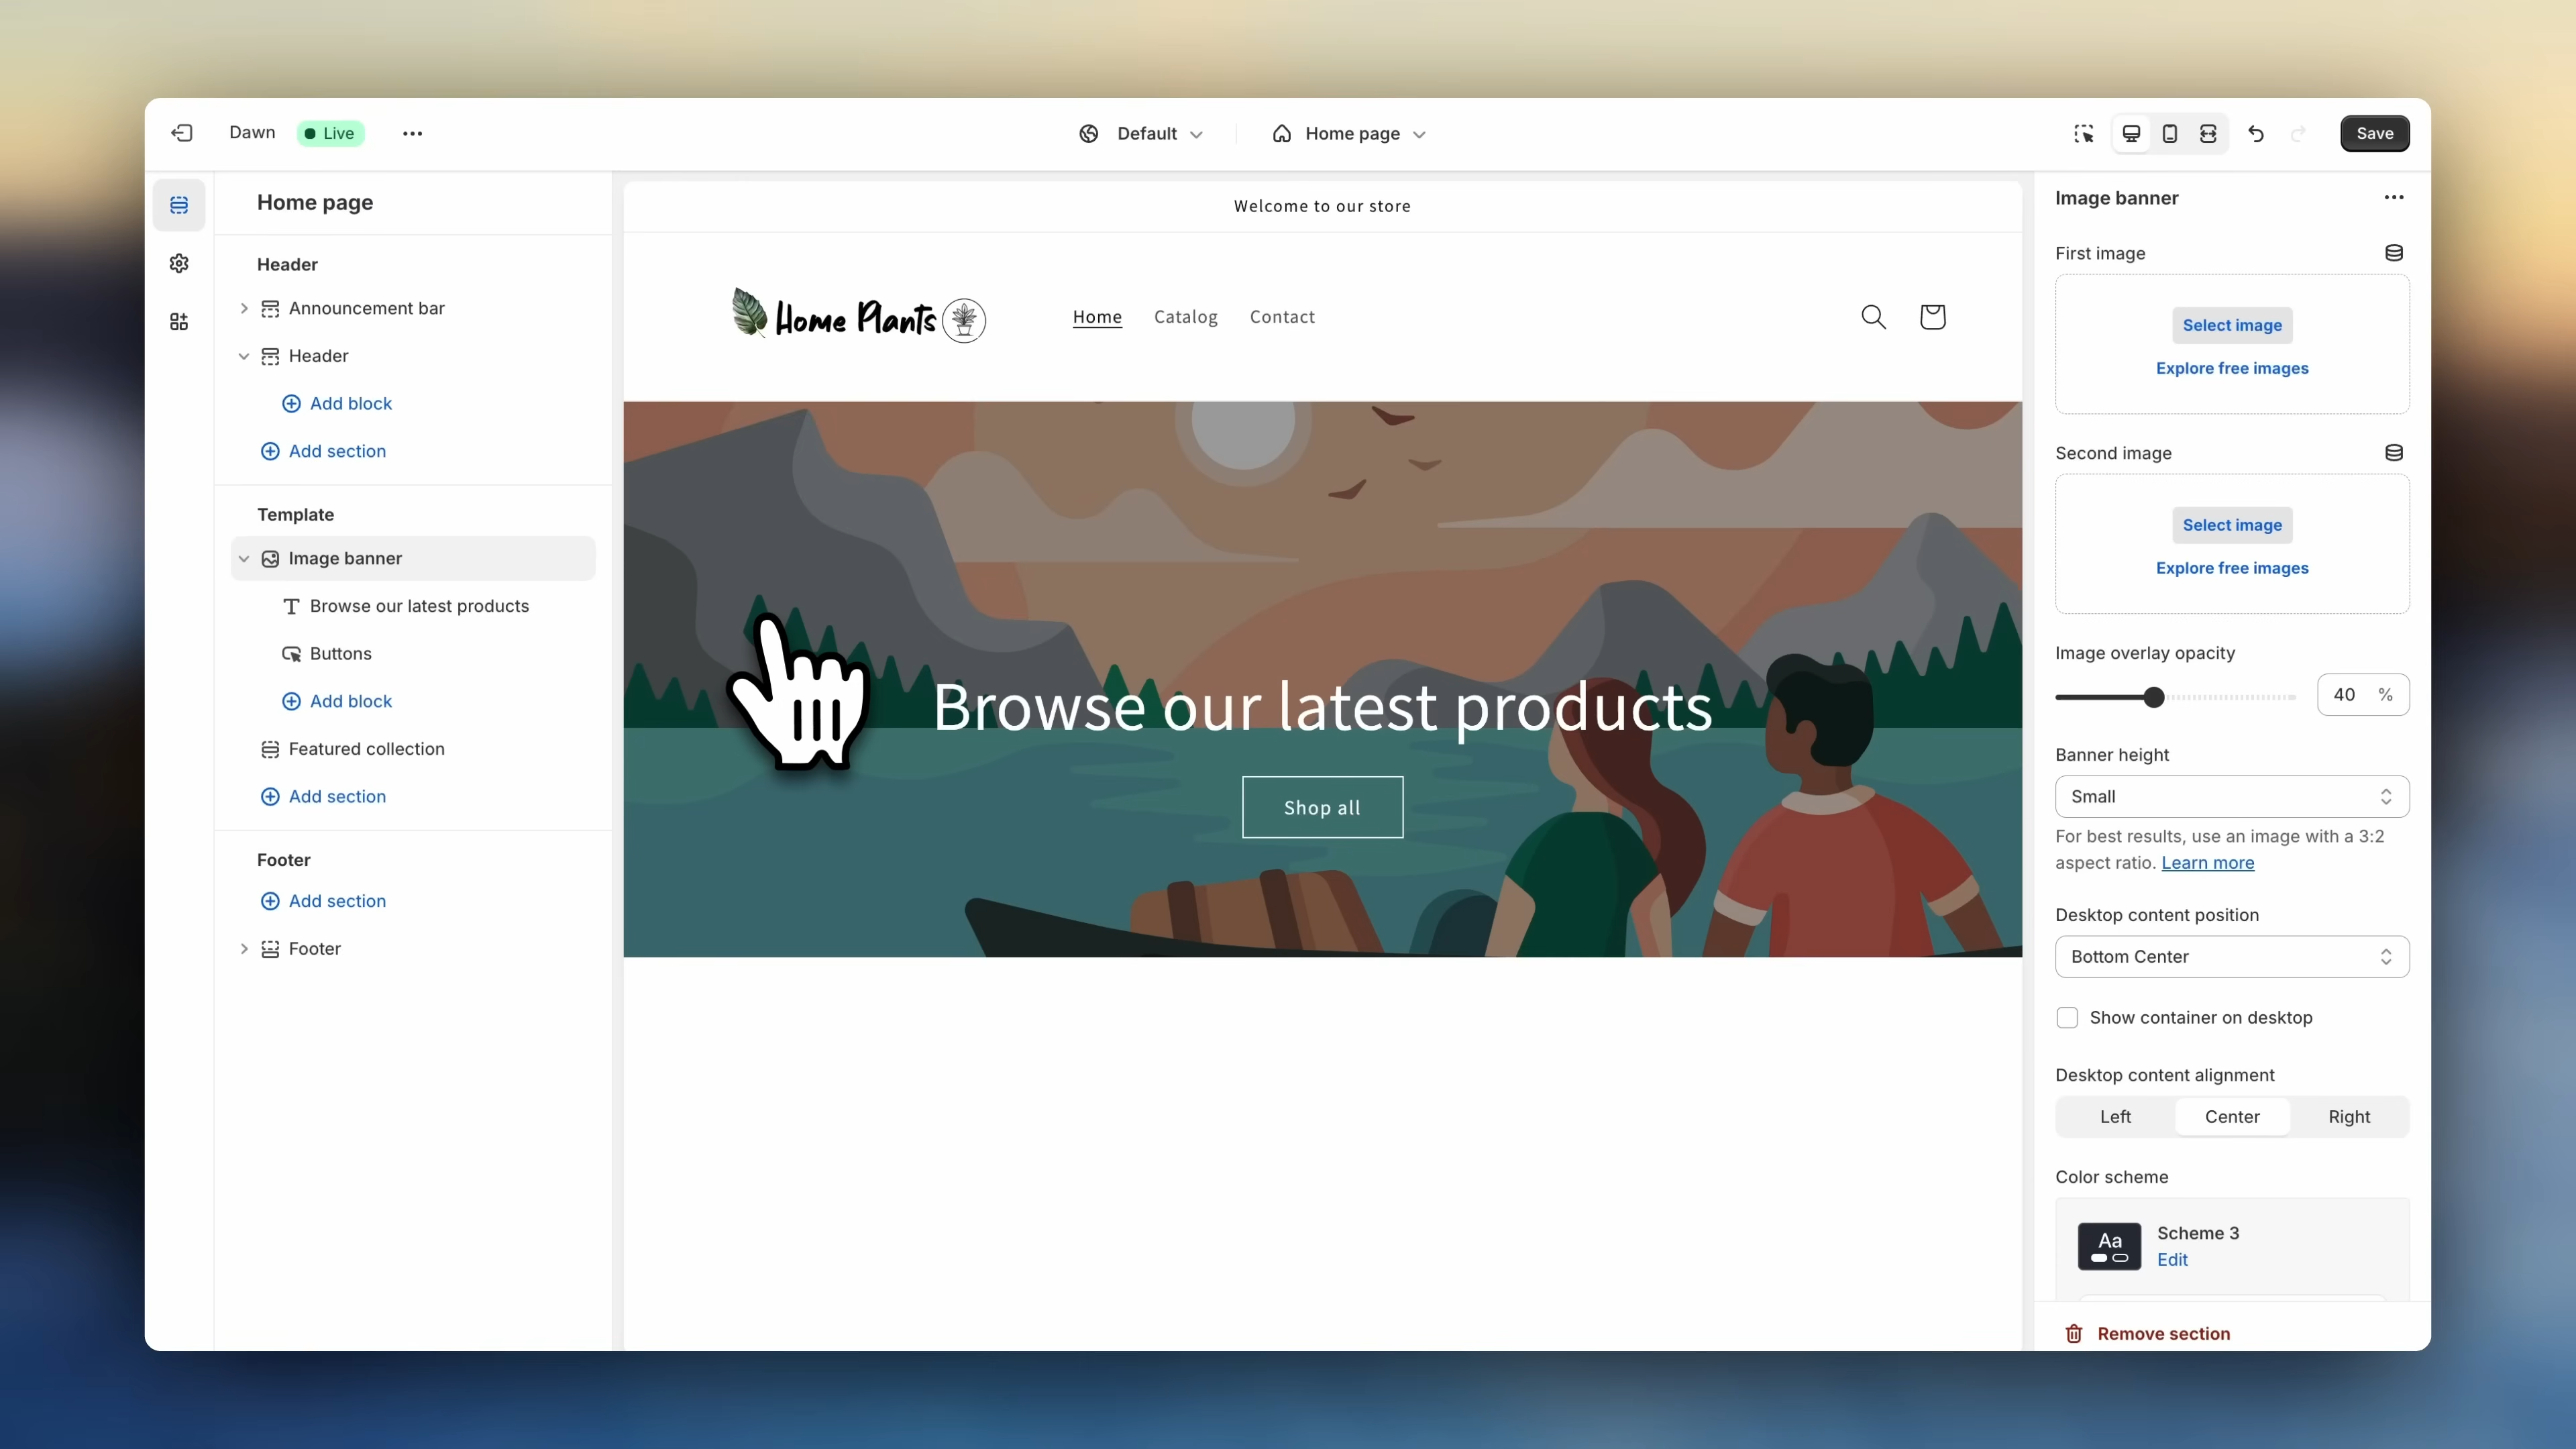 Dawn
Live
Default
Home page
Save
Home page
Header
Announcement bar
Header
Add block
Add section
Template
Image banner
Browse our latest products
Buttons
Add block
Featured collection
Add section
Footer
Add section
Footer
Welcome to our store
Home Plants
Home
Catalog
Contact
Browse our latest products
Shop all
Image banner
First image
Select image
Explore free images
Second image
Select image
Explore free images
Image overlay opacity
40 %
Banner height
Small
For best results, use an image with a 3:2
aspect ratio. Learn more
Desktop content position
Bottom Center
Show container on desktop
Desktop content alignment
Left
Center
Right
Color scheme
Aa
Scheme 3
Edit
Remove section